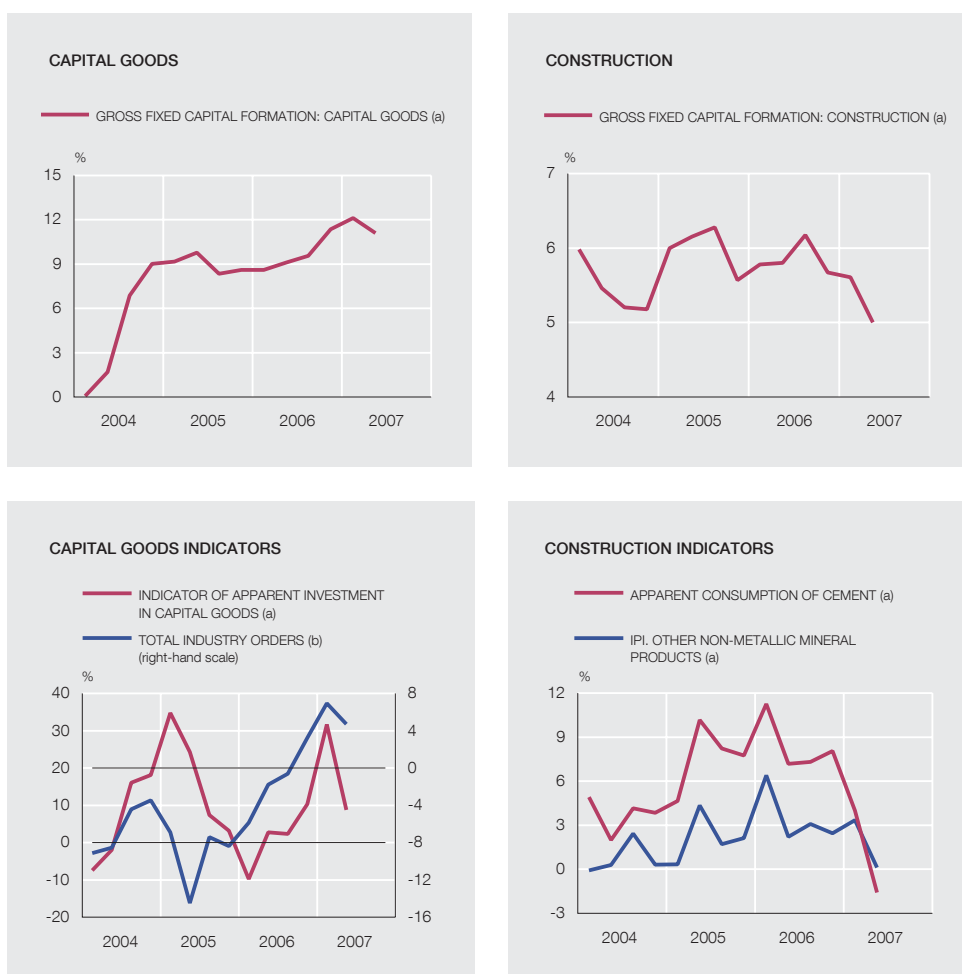 CAPITAL GOODS
GROSS FIXED CAPITAL FORMATION: CAPITAL GOODS (a)
%
15
12
9
6
3
0
2004 2005 2006 2007
CONSTRUCTION
GROSS FIXED CAPITAL FORMATION: CONSTRUCTION (a)
%
7
6
5
4
2004 2005 2006 2007
CAPITAL GOODS INDICATORS
INDICATOR OF APPARENT INVESTMENT
IN CAPITAL GOODS (a)
TOTAL INDUSTRY ORDERS (b)
(right-hand scale)
%
40 8
30 4
20 0
10 -4
0 -8
-10 -12
-20 -16
2004 2005 2006 2007
CONSTRUCTION INDICATORS
APPARENT CONSUMPTION OF CEMENT (a)
IPI. OTHER NON-METALLIC MINERAL
PRODUCTS (a)
%
12
9
6
3
0
-3
2004 2005 2006 2007